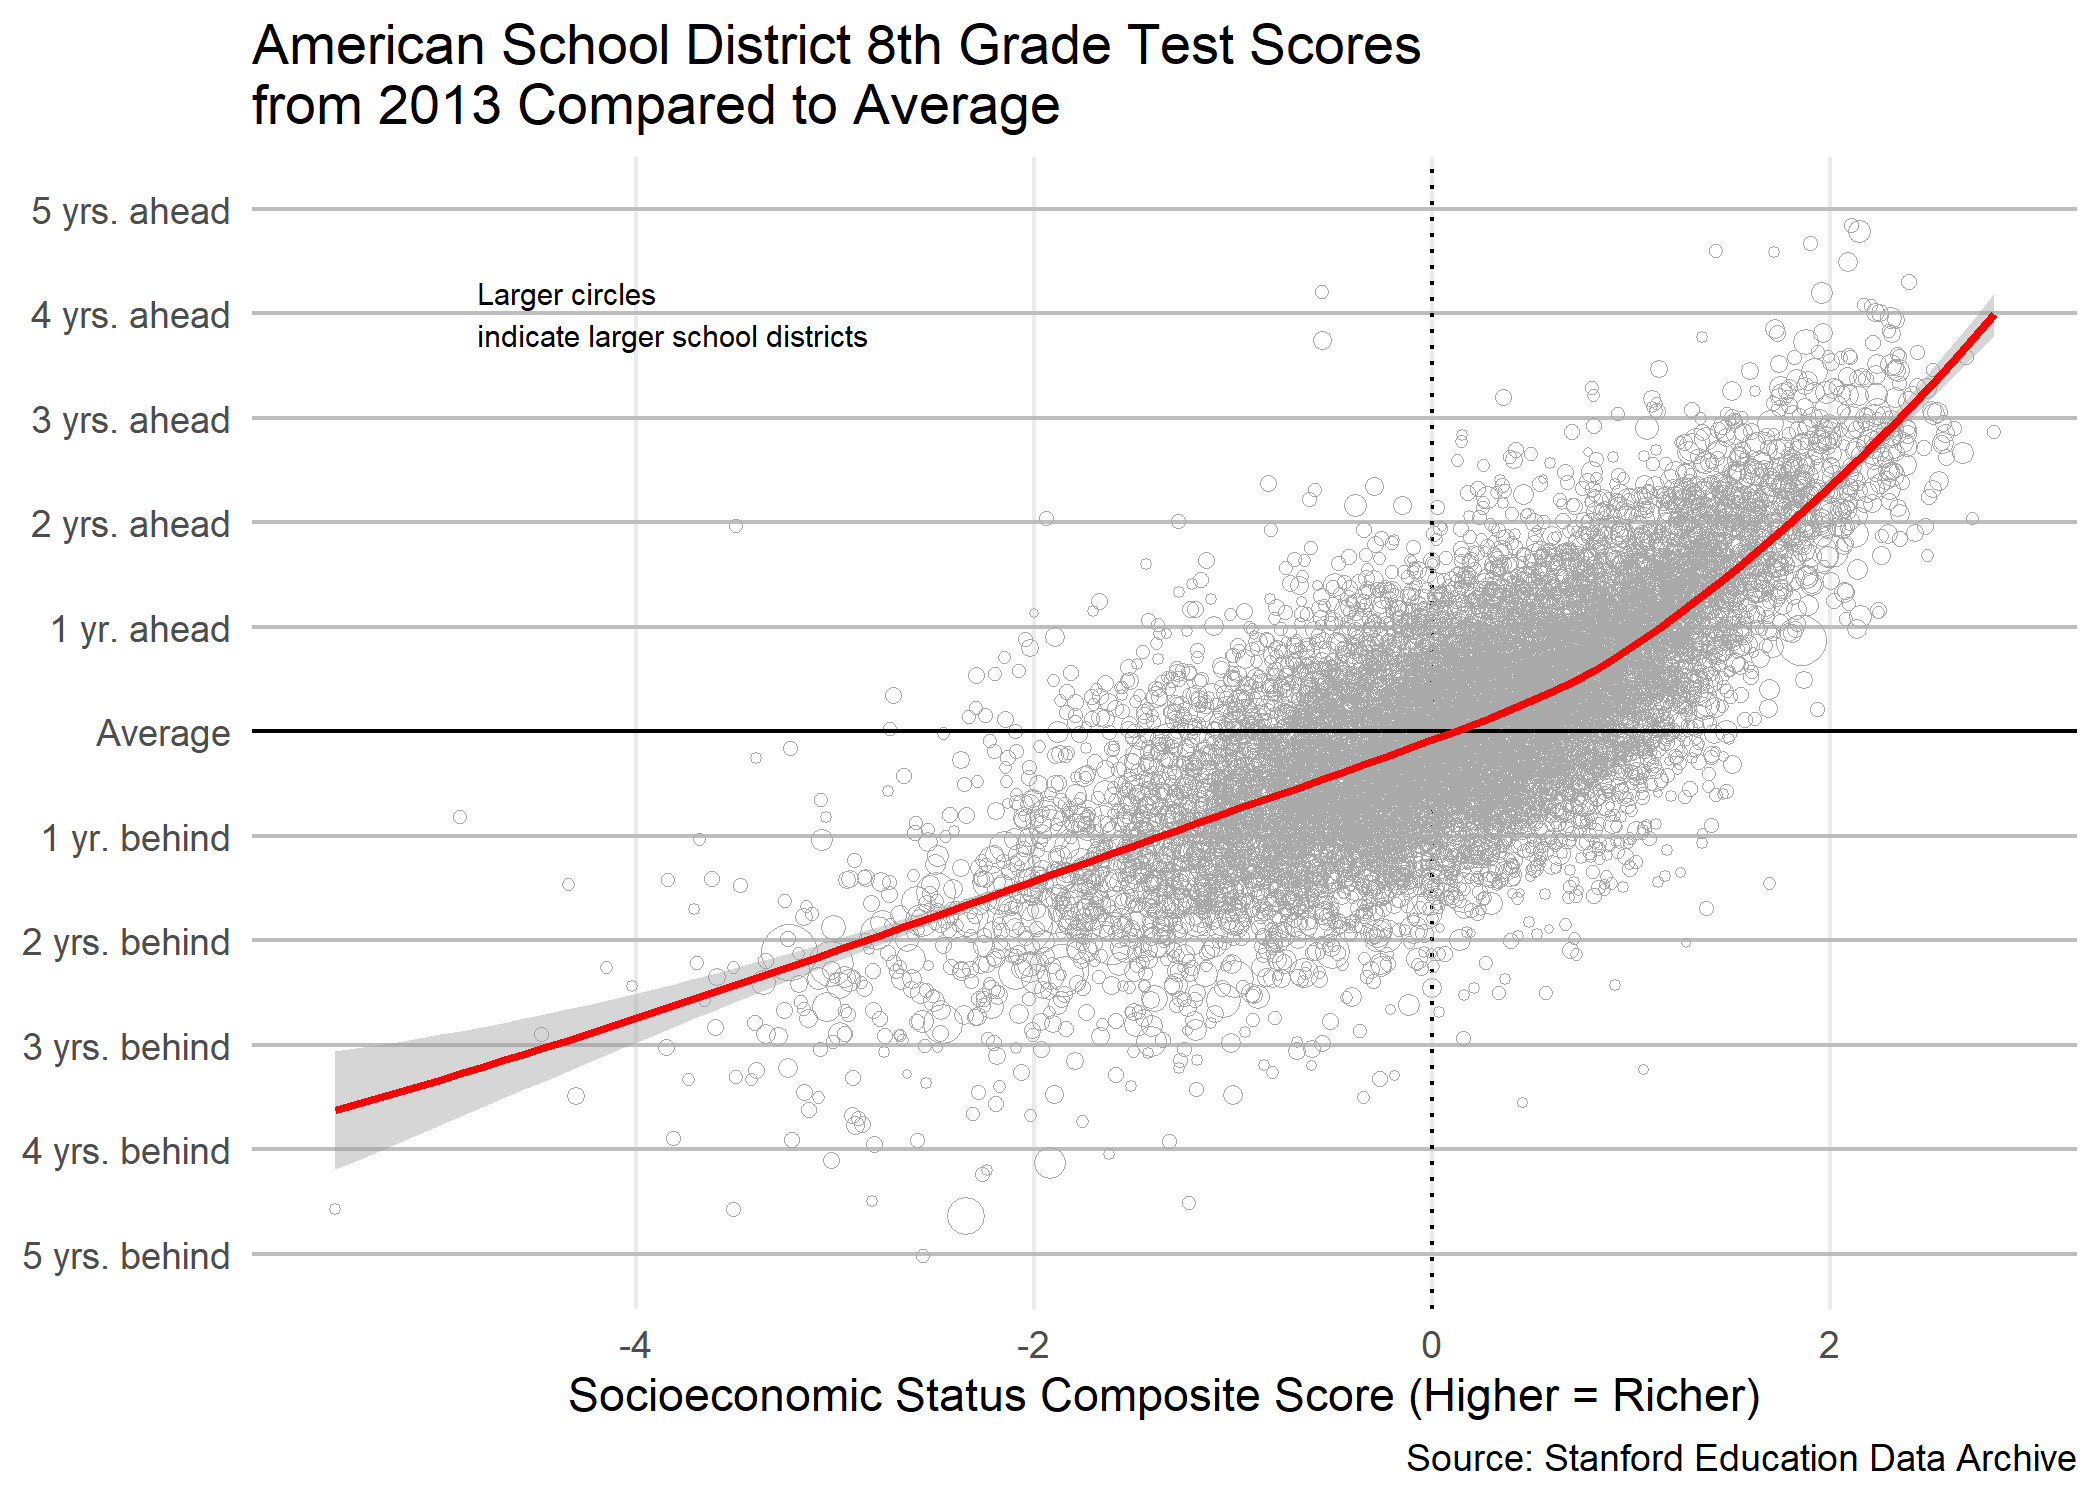 American School District 8th Grade Test Scores
from 2013 Compared to Average
5 yrs. ahead
4 yrs. ahead
3 yrs. ahead
2 yrs. ahead
1 yr. ahead
Average
1 yr. behind
2 yrs. behind
3 yrs. behind
4 yrs. behind
5 yrs. behind
Larger circles
indicate larger school districts
-4
-2
0
2
Socioeconomic Status Composite Score (Higher = Richer)
Source: Stanford Education Data Archive